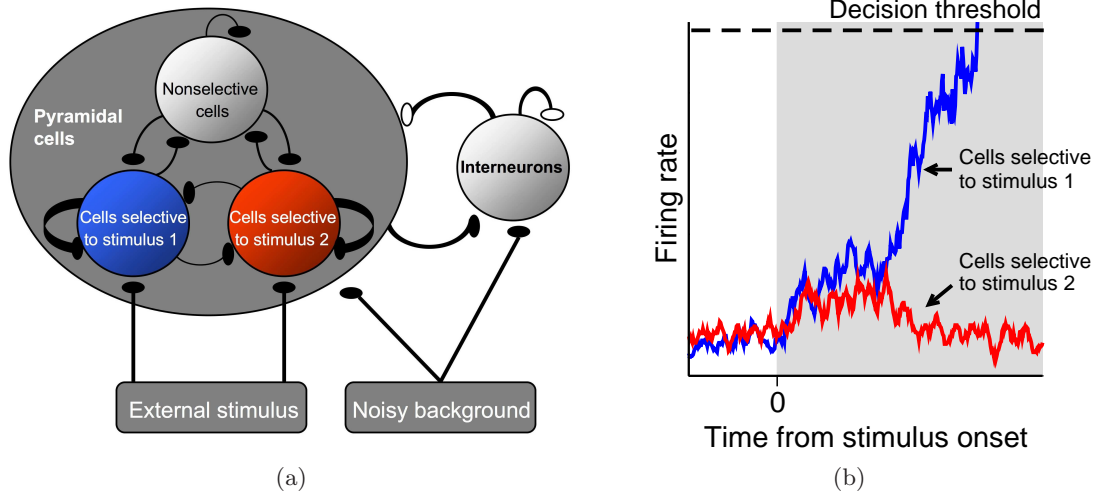 Nonselective
cells
Pyramidal
cells
Interneurons
Cells selective
to stimulus 1
Cells selective
to stimulus 2
External stimulus
Noisy background
(a)
Decision threshold
Firing rate
Cells selective
to stimulus 1
Cells selective
to stimulus 2
0
Time from stimulus onset
(b)